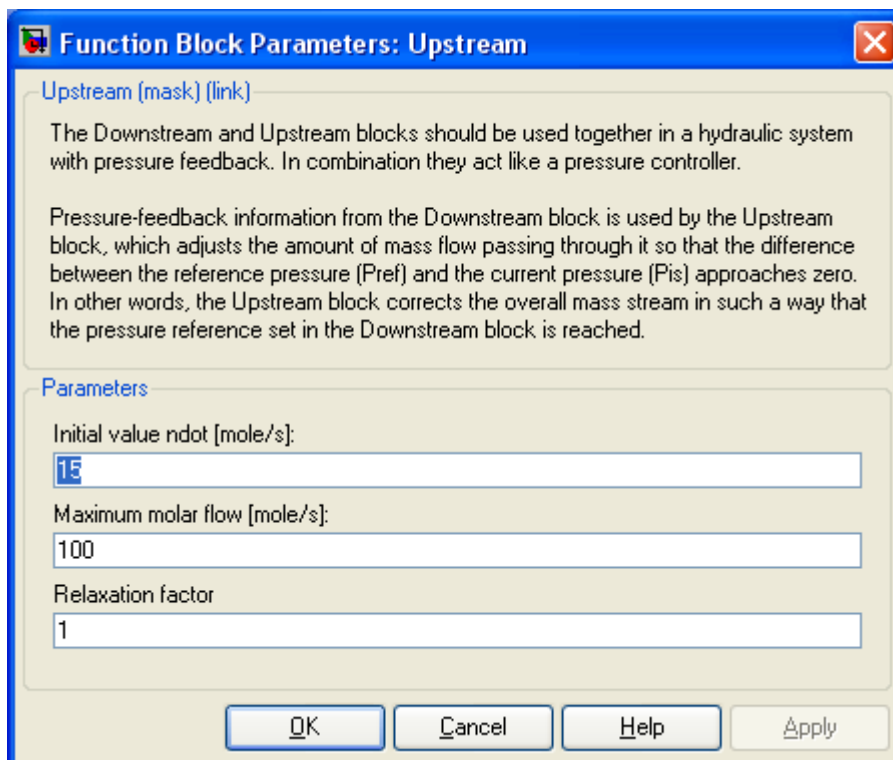 Function Block Parameters: Upstream
Upstream (mask) (link)
The Downstream and Upstream blocks should be used together in a hydraulic system
with pressure feedback. In combination they act like a pressure controller.
Pressure-feedback information from the Downstream block is used by the Upstream
block, which adjusts the amount of mass flow passing through it so that the difference
between the reference pressure (Pref) and the current pressure (Pis) approaches zero.
In other words, the Upstream block corrects the overall mass stream in such a way that
the pressure reference set in the Downstream block is reached.
Parameters
Initial value ndot [mole/s]:
15
Maximum molar flow [mole/s]:
100
Relaxation factor
1
OK Cancel Help Apply